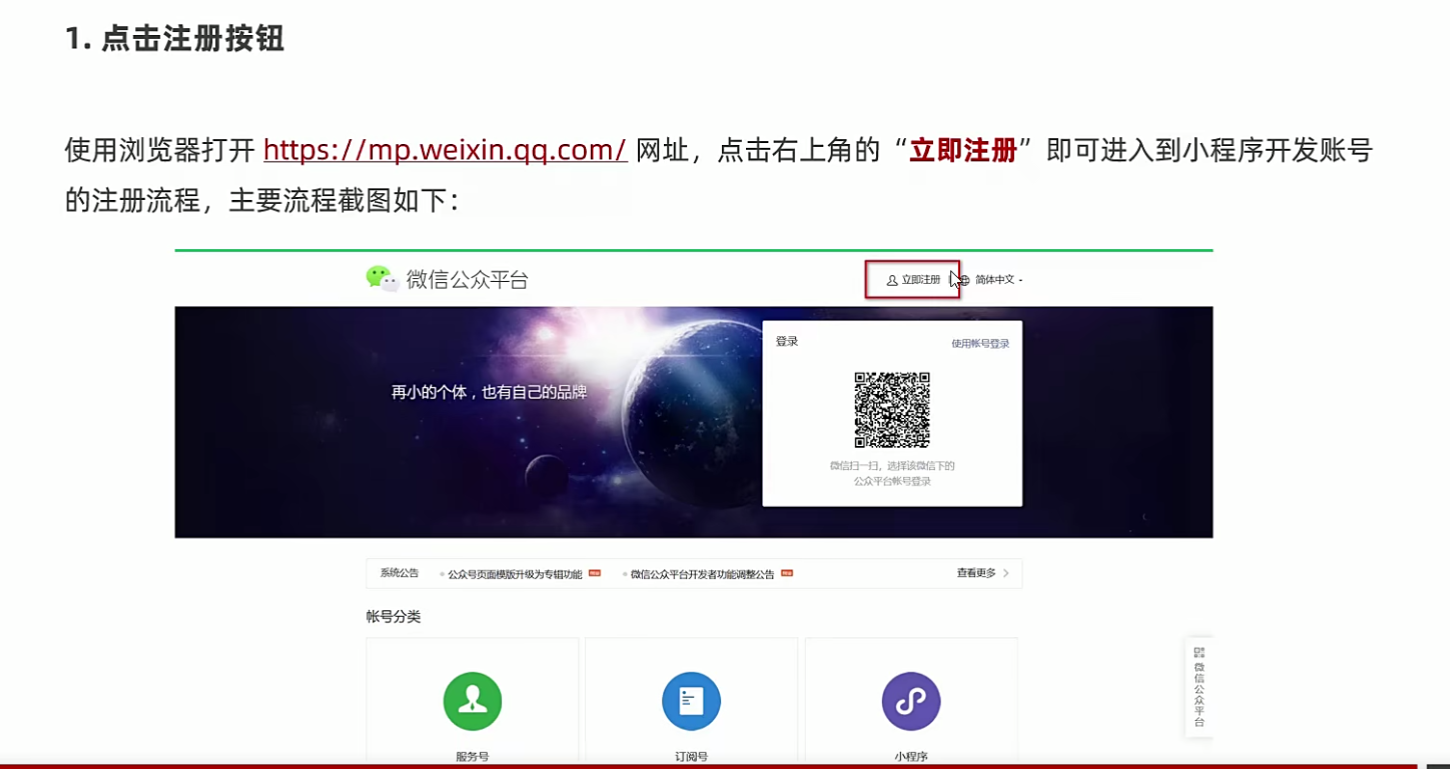 1. 点击注册按钮
使用浏览器打开 https://mp.weixin.qq.com/ 网址，点击右上角的“立即注册”即可进入到小程序开发账号
的注册流程，主要流程截图如下：
微信公众平台
立即注册
简体中文
再小的个体，也有自己的品牌
登录
使用帐号登录
微信扫一扫，选择该微信下的
公众平台帐号登录
系统公告
公众号页面模版升级为专辑功能
微信公众平台开发者功能调整公告
查看更多
帐号分类
服务号
订阅号
小程序
微信公众平台